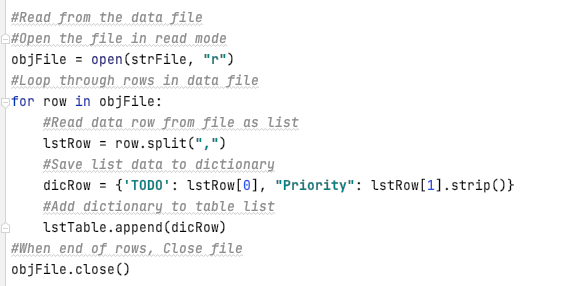 #Read from the data file
#Open the file in read mode
objFile = open(strFile, "r")
#Loop through rows in data file
for row in objFile:
    #Read data row from file as list
    lstRow = row.split(",")
    #Save list data to dictionary
    dicRow = {'TODO': lstRow[0], "Priority": lstRow[1].strip()}
    #Add dictionary to table list
    lstTable.append(dicRow)
#When end of rows, Close file
objFile.close()